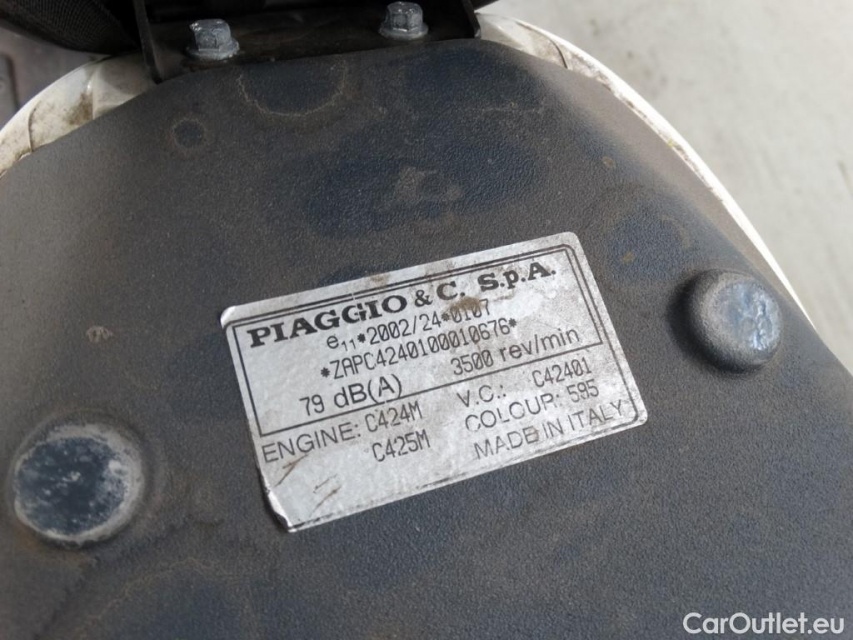 PIAGGIO & C. S.p.A.
e11*2002/24*0107
*ZAPC4240100010676*
79 dB(A) 3500 rev/min
ENGINE: C424M V.C.: C42401
C425M COLOUR: 595
MADE IN ITALY
CarOutlet.eu